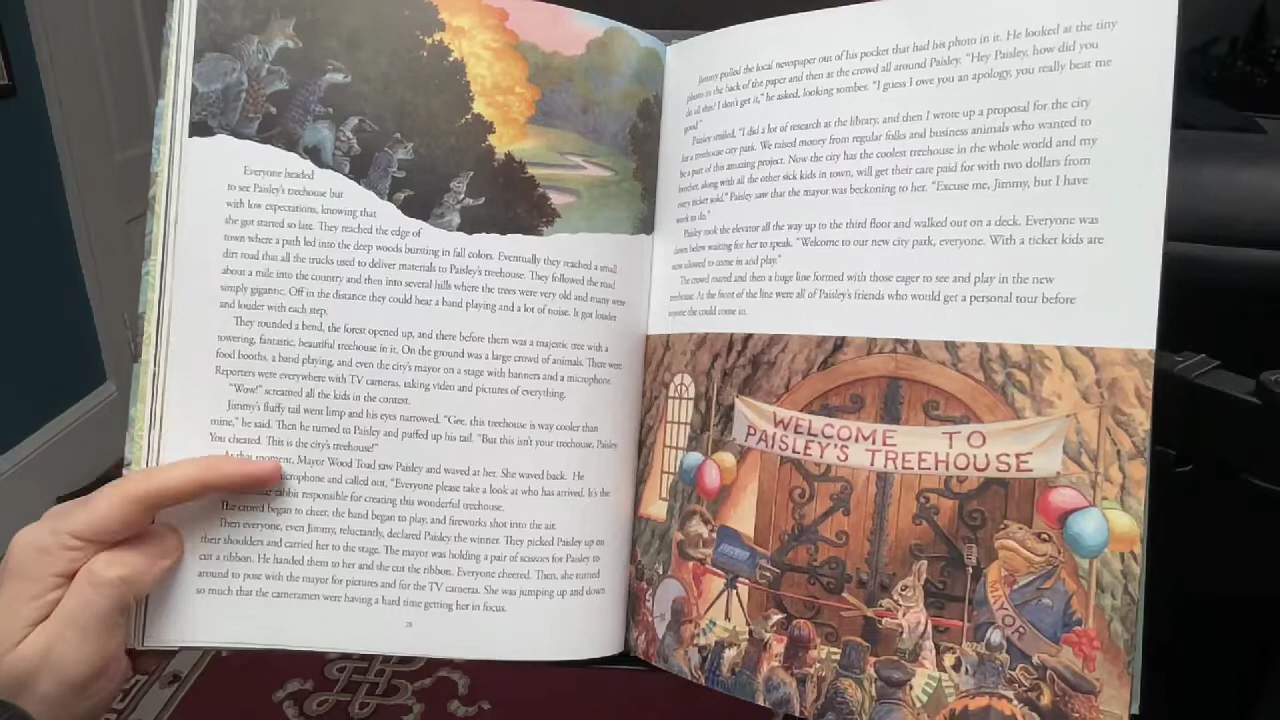 Everyone headed
to see Paisley's treehouse but
with low expectations, knowing that
she got started so late. They reached the edge of
town where a path led into the deep woods bursting in fall colors. Eventually they reached a small
dirt road that all the trucks used to deliver materials to Paisley's treehouse. They followed the road
about a mile into the country and then into several hills where the trees were very old and many were
simply gigantic. Off in the distance they could hear a band playing and a lot of noise. It got louder
and louder with each step.
They rounded a bend, the forest opened up, and there before them was a majestic tree with a
towering, fantastic, beautiful treehouse in it. On the ground was a large crowd of animals. There were
food booths, a band playing, and even the city's mayor on a stage with banners and a microphone.
Reporters were everywhere with TV cameras, taking video and pictures of everything.
"Wow!" screamed all the kids in the contest.
Jimmy's fluffy tail went limp and his eyes narrowed. "Gee, this treehouse is way cooler than
mine," he said. Then he turned to Paisley and puffed up his tail. "But this isn't your treehouse, Paisley
You cheated. This is the city's treehouse!"
At that moment, Mayor Wood Toad saw Paisley and waved at her. She waved back. He
microphone and called out, "Everyone please take a look at who has arrived. It's the
rabbit responsible for creating this wonderful treehouse.
The crowd began to cheer, the band began to play, and fireworks shot into the air.
Then everyone, even Jimmy, reluctantly, declared Paisley the winner. They picked Paisley up on
their shoulders and carried her to the stage. The mayor was holding a pair of scissors for Paisley to
cut a ribbon. He handed them to her and she cut the ribbon. Everyone cheered. Then, she turned
around to pose with the mayor for pictures and for the TV cameras. She was jumping up and down
so much that the cameramen were having a hard time getting her in focus.
Jimmy pulled the local newspaper out of his pocket that had his photo in it. He looked at the tiny
photo in the back of the paper and then at the crowd all around Paisley. "Hey Paisley, how did you
do all this? I don't get it," he asked, looking somber. "I guess I owe you an apology, you really beat me
good"
Paisley smiled, "I did a lot of research at the library, and then I wrote up a proposal for the city
for a treehouse city park. We raised money from regular folks and business animals who wanted to
be a part of this amazing project. Now the city has the coolest treehouse in the whole world and my
brother, along with all the other sick kids in town, will get their care paid for with two dollars from
every ticket sold." Paisley saw that the mayor was beckoning to her. "Excuse me, Jimmy, but I have
work to do."
Paisley took the elevator all the way up to the third floor and walked out on a deck. Everyone was
down below waiting for her to speak. "Welcome to our new city park, everyone. With a ticket kids are
now allowed to come in and play."
The crowd roared and then a huge line formed with those eager to see and play in the new
treehouse. At the front of the line were all of Paisley's friends who would get a personal tour before
anyone else could come in.
WELCOME TO
PAISLEY'S TREEHOUSE
MAYOR